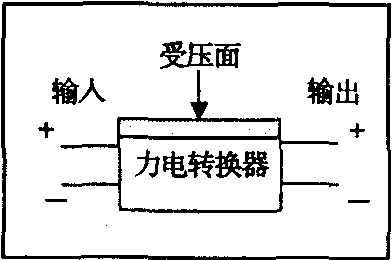 受压面
输入 输出
+ +
力电转换器
— —